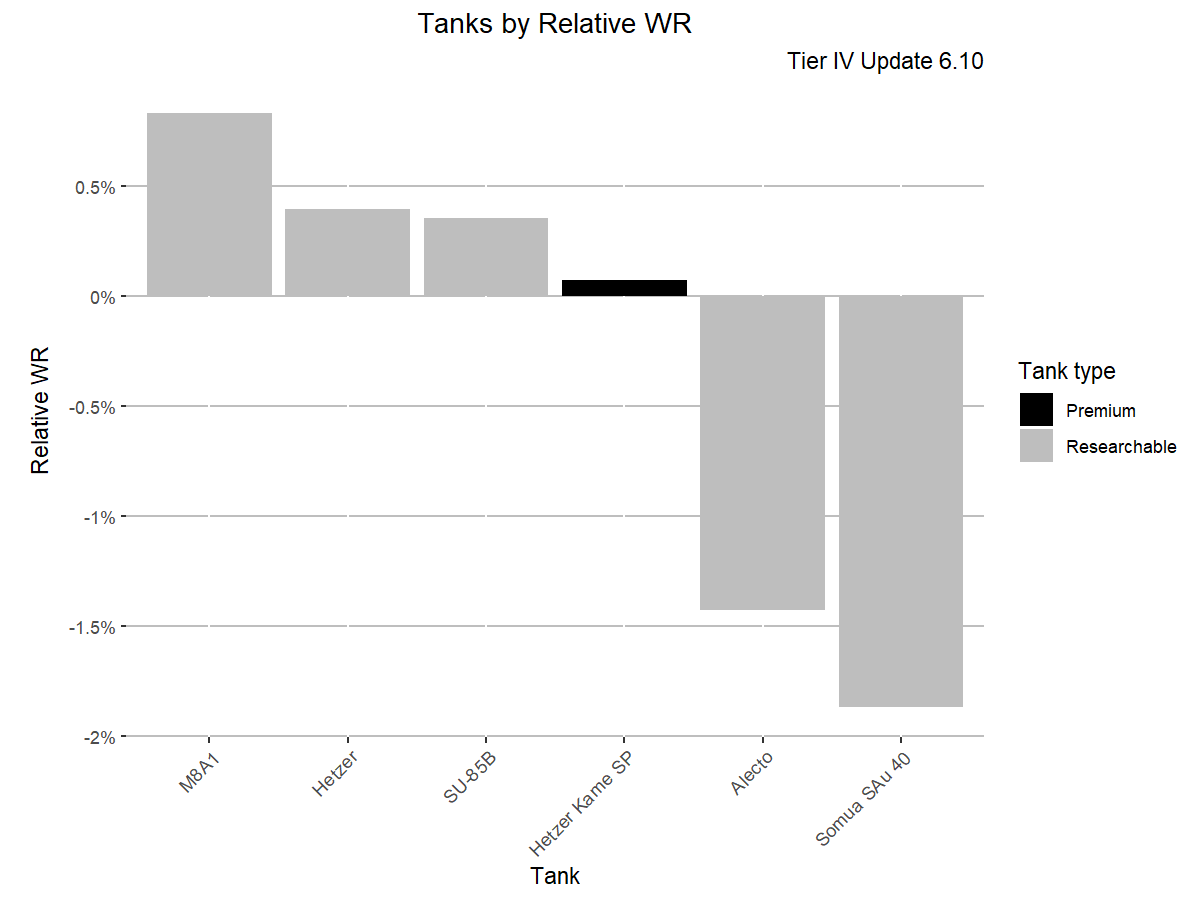 Tanks by Relative WR
Tier IV Update 6.10
Relative WR
0.5%
0%
-0.5%
-1%
-1.5%
-2%
M8A1
Hetzer
SU-85B
Hetzer Kame SP
Alecto
Somua SAu 40
Tank
Tank type
Premium
Researchable